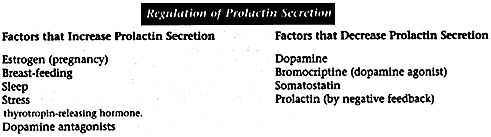 Regulation of Prolactin Secretion
Factors that Increase Prolactin Secretion
Estrogen (pregnancy)
Breast-feeding
Sleep
Stress
thyrotropin-releasing hormone.
Dopamine antagonists
Factors that Decrease Prolactin Secretion
Dopamine
Bromocriptine (dopamine agonist)
Somatostatin
Prolactin (by negative feedback)